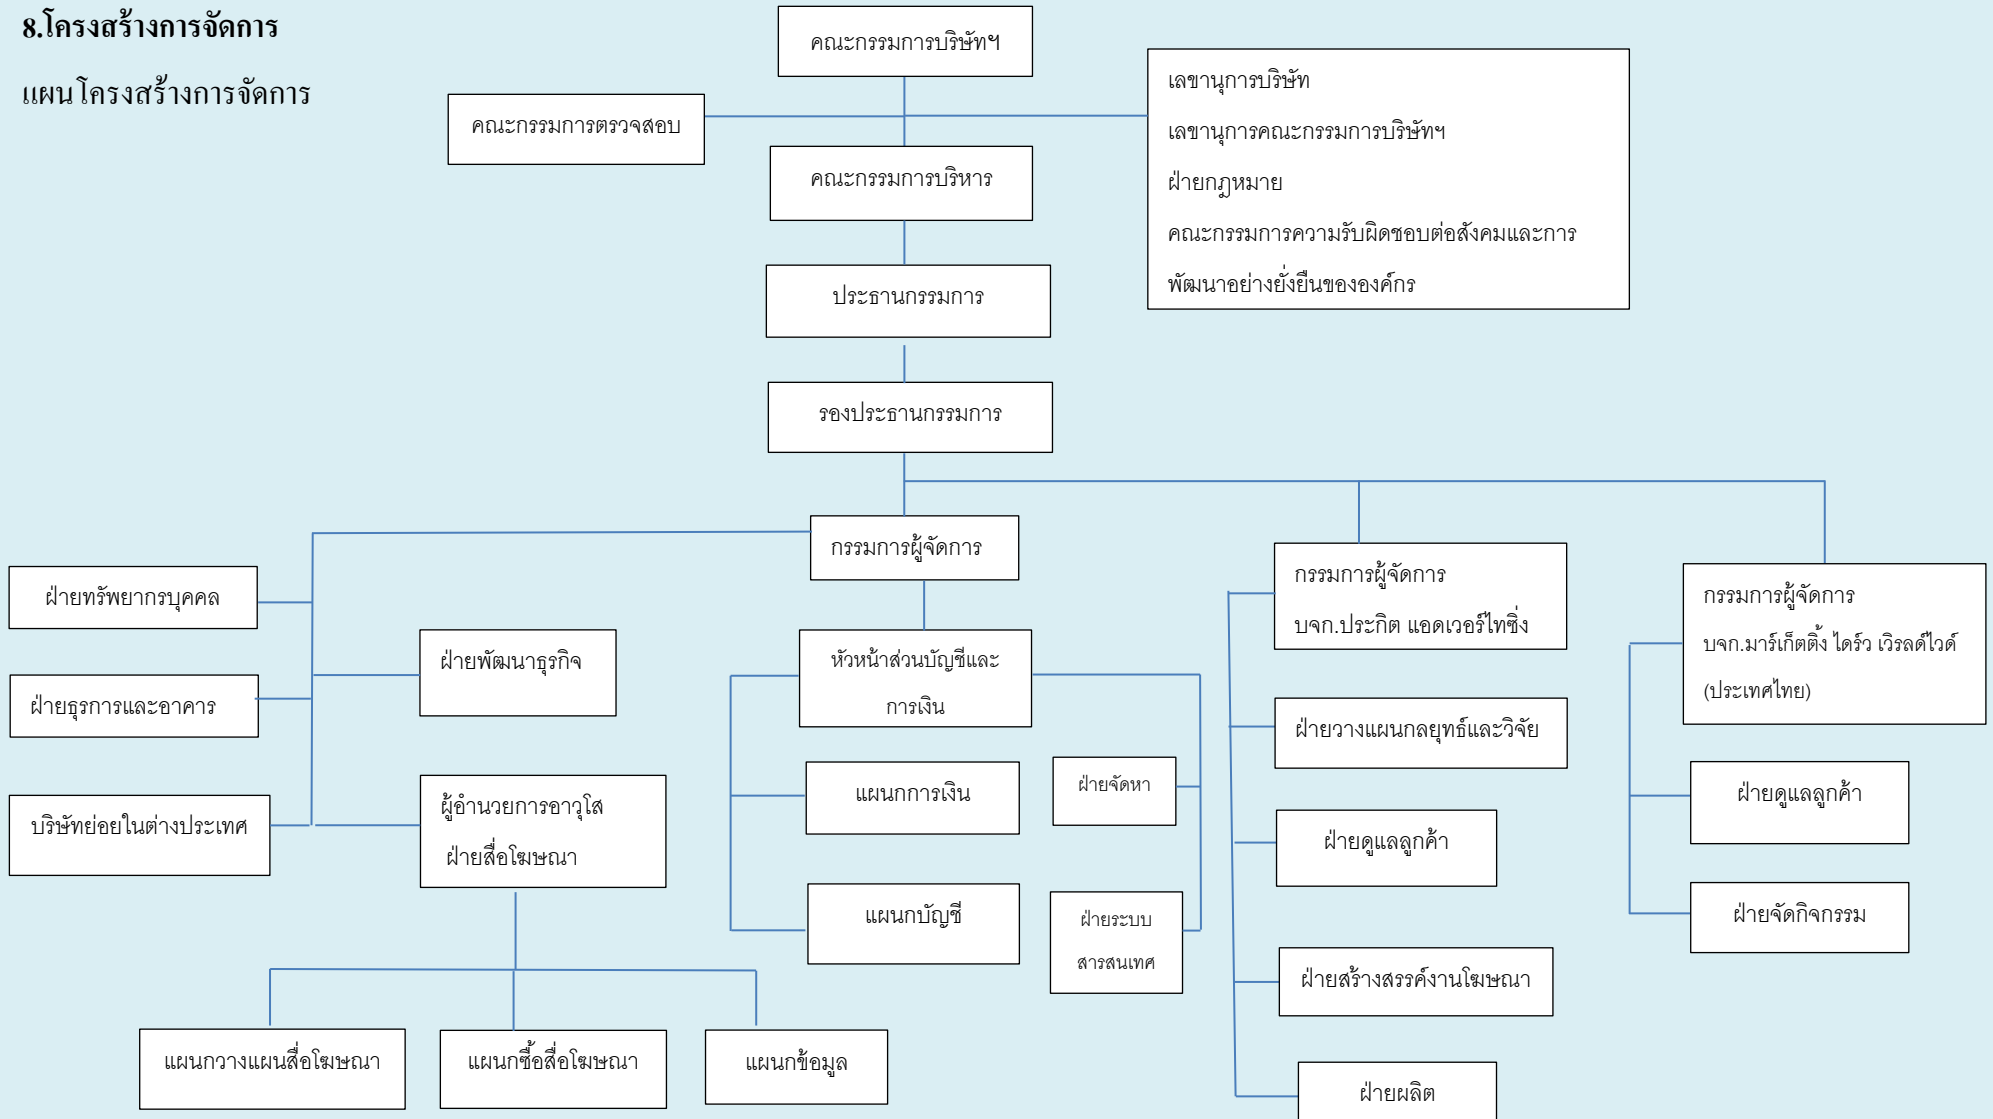 8.โครงสร้างการจัดการ
แผนโครงสร้างการจัดการ
คณะกรรมการบริษัทฯ
คณะกรรมการตรวจสอบ
เลขานุการบริษัท
เลขานุการคณะกรรมการบริษัทฯ
ฝ่ายกฎหมาย
คณะกรรมการความรับผิดชอบต่อสังคมและการ
พัฒนาอย่างยั่งยืนขององค์กร
คณะกรรมการบริหาร
ประธานกรรมการ
รองประธานกรรมการ
กรรมการผู้จัดการ
ฝ่ายทรัพยากรบุคคล
ฝ่ายธุรการและอาคาร
บริษัทย่อยในต่างประเทศ
ฝ่ายพัฒนาธุรกิจ
ผู้อำนวยการอาวุโส
ฝ่ายสื่อโฆษณา
แผนกวางแผนสื่อโฆษณา
แผนกซื้อสื่อโฆษณา
แผนกข้อมูล
หัวหน้าส่วนบัญชีและ
การเงิน
แผนกการเงิน
แผนกบัญชี
ฝ่ายจัดหา
ฝ่ายระบบ
สารสนเทศ
กรรมการผู้จัดการ
บจก.ประกิต แอดเวอร์ไทซิ่ง
ฝ่ายวางแผนกลยุทธ์และวิจัย
ฝ่ายดูแลลูกค้า
ฝ่ายสร้างสรรค์งานโฆษณา
ฝ่ายผลิต
กรรมการผู้จัดการ
บจก.มาร์เก็ตติ้ง ไดร์ว เวิรลด์ไวด์
(ประเทศไทย)
ฝ่ายดูแลลูกค้า
ฝ่ายจัดกิจกรรม